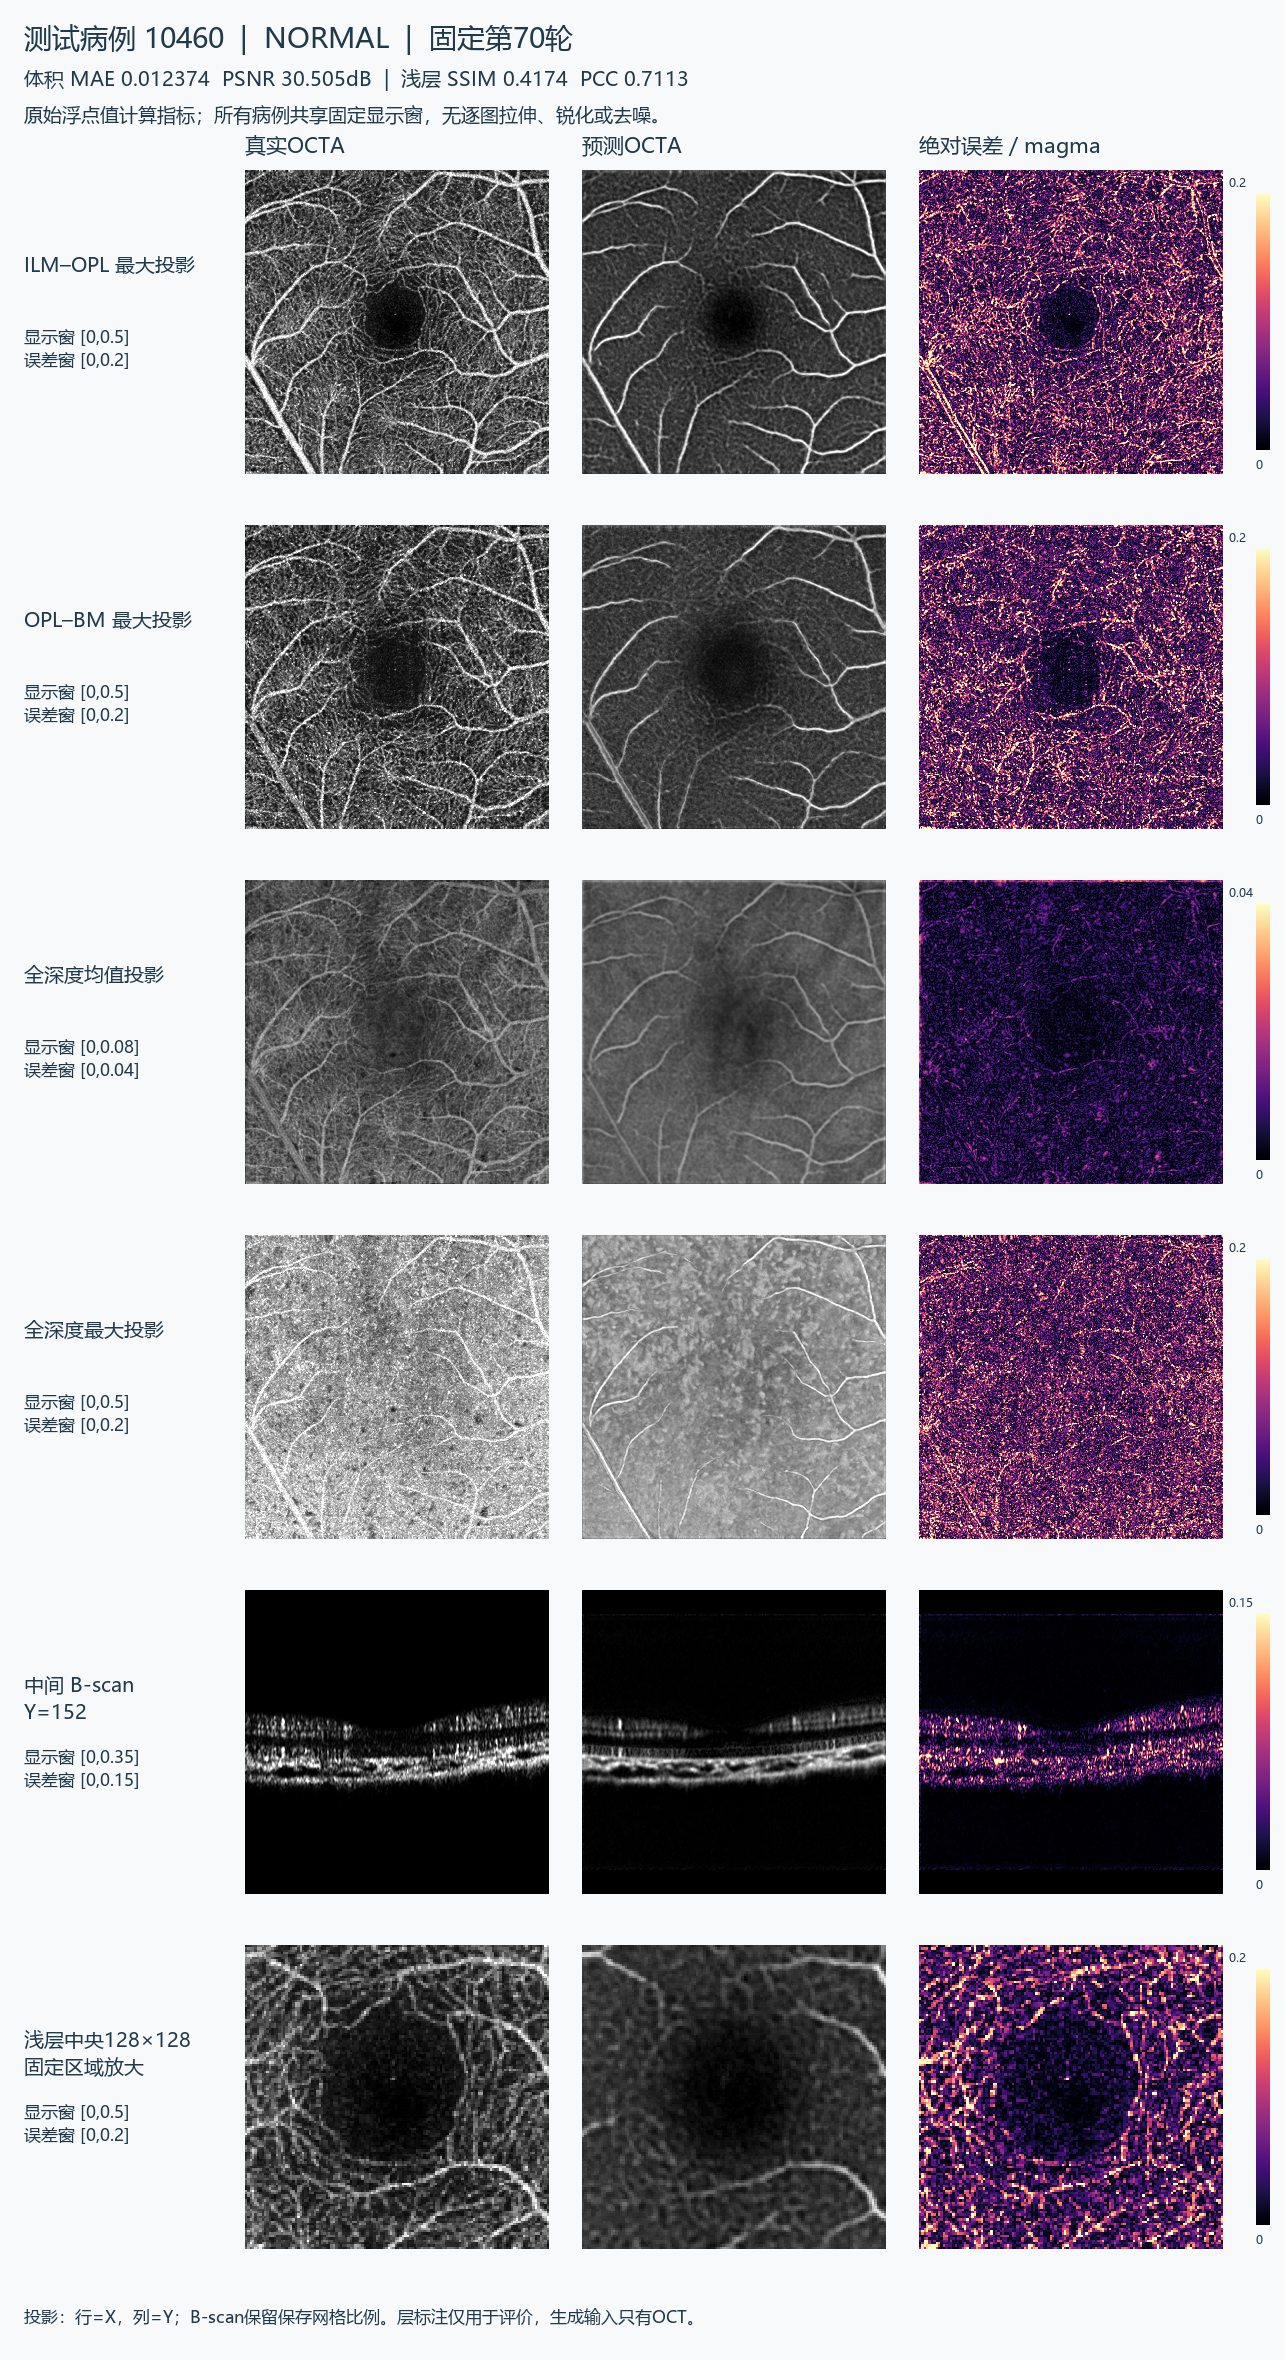 测试病例 10460 | NORMAL | 固定第70轮
体积 MAE 0.012374 PSNR 30.505dB | 浅层 SSIM 0.4174 PCC 0.7113
原始浮点值计算指标；所有病例共享固定显示窗，无逐图拉伸、锐化或去噪。
真实OCTA 预测OCTA 绝对误差 / magma
ILM–OPL 最大投影
显示窗 [0,0.5]
误差窗 [0,0.2]
0.2
0
OPL–BM 最大投影
显示窗 [0,0.5]
误差窗 [0,0.2]
0.2
0
全深度均值投影
显示窗 [0,0.08]
误差窗 [0,0.04]
0.04
0
全深度最大投影
显示窗 [0,0.5]
误差窗 [0,0.2]
0.2
0
中间 B-scan
Y=152
显示窗 [0,0.35]
误差窗 [0,0.15]
0.15
0
浅层中央128×128
固定区域放大
显示窗 [0,0.5]
误差窗 [0,0.2]
0.2
0
投影：行=X，列=Y；B-scan保留保存网格比例。层标注仅用于评价，生成输入只有OCT。